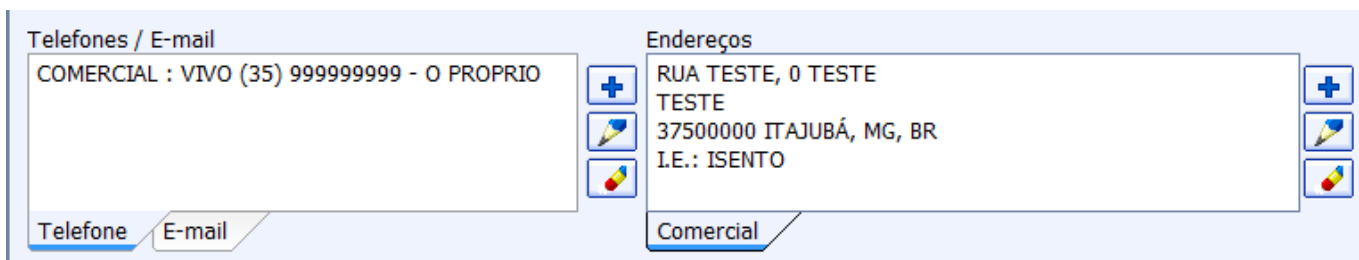 Telefones / E-mail
COMERCIAL : VIVO (35) 999999999 - O PROPRIO
Telefone
E-mail
Endereços
RUA TESTE, 0 TESTE
TESTE
37500000 ITAJUBÁ, MG, BR
I.E.: ISENTO
Comercial